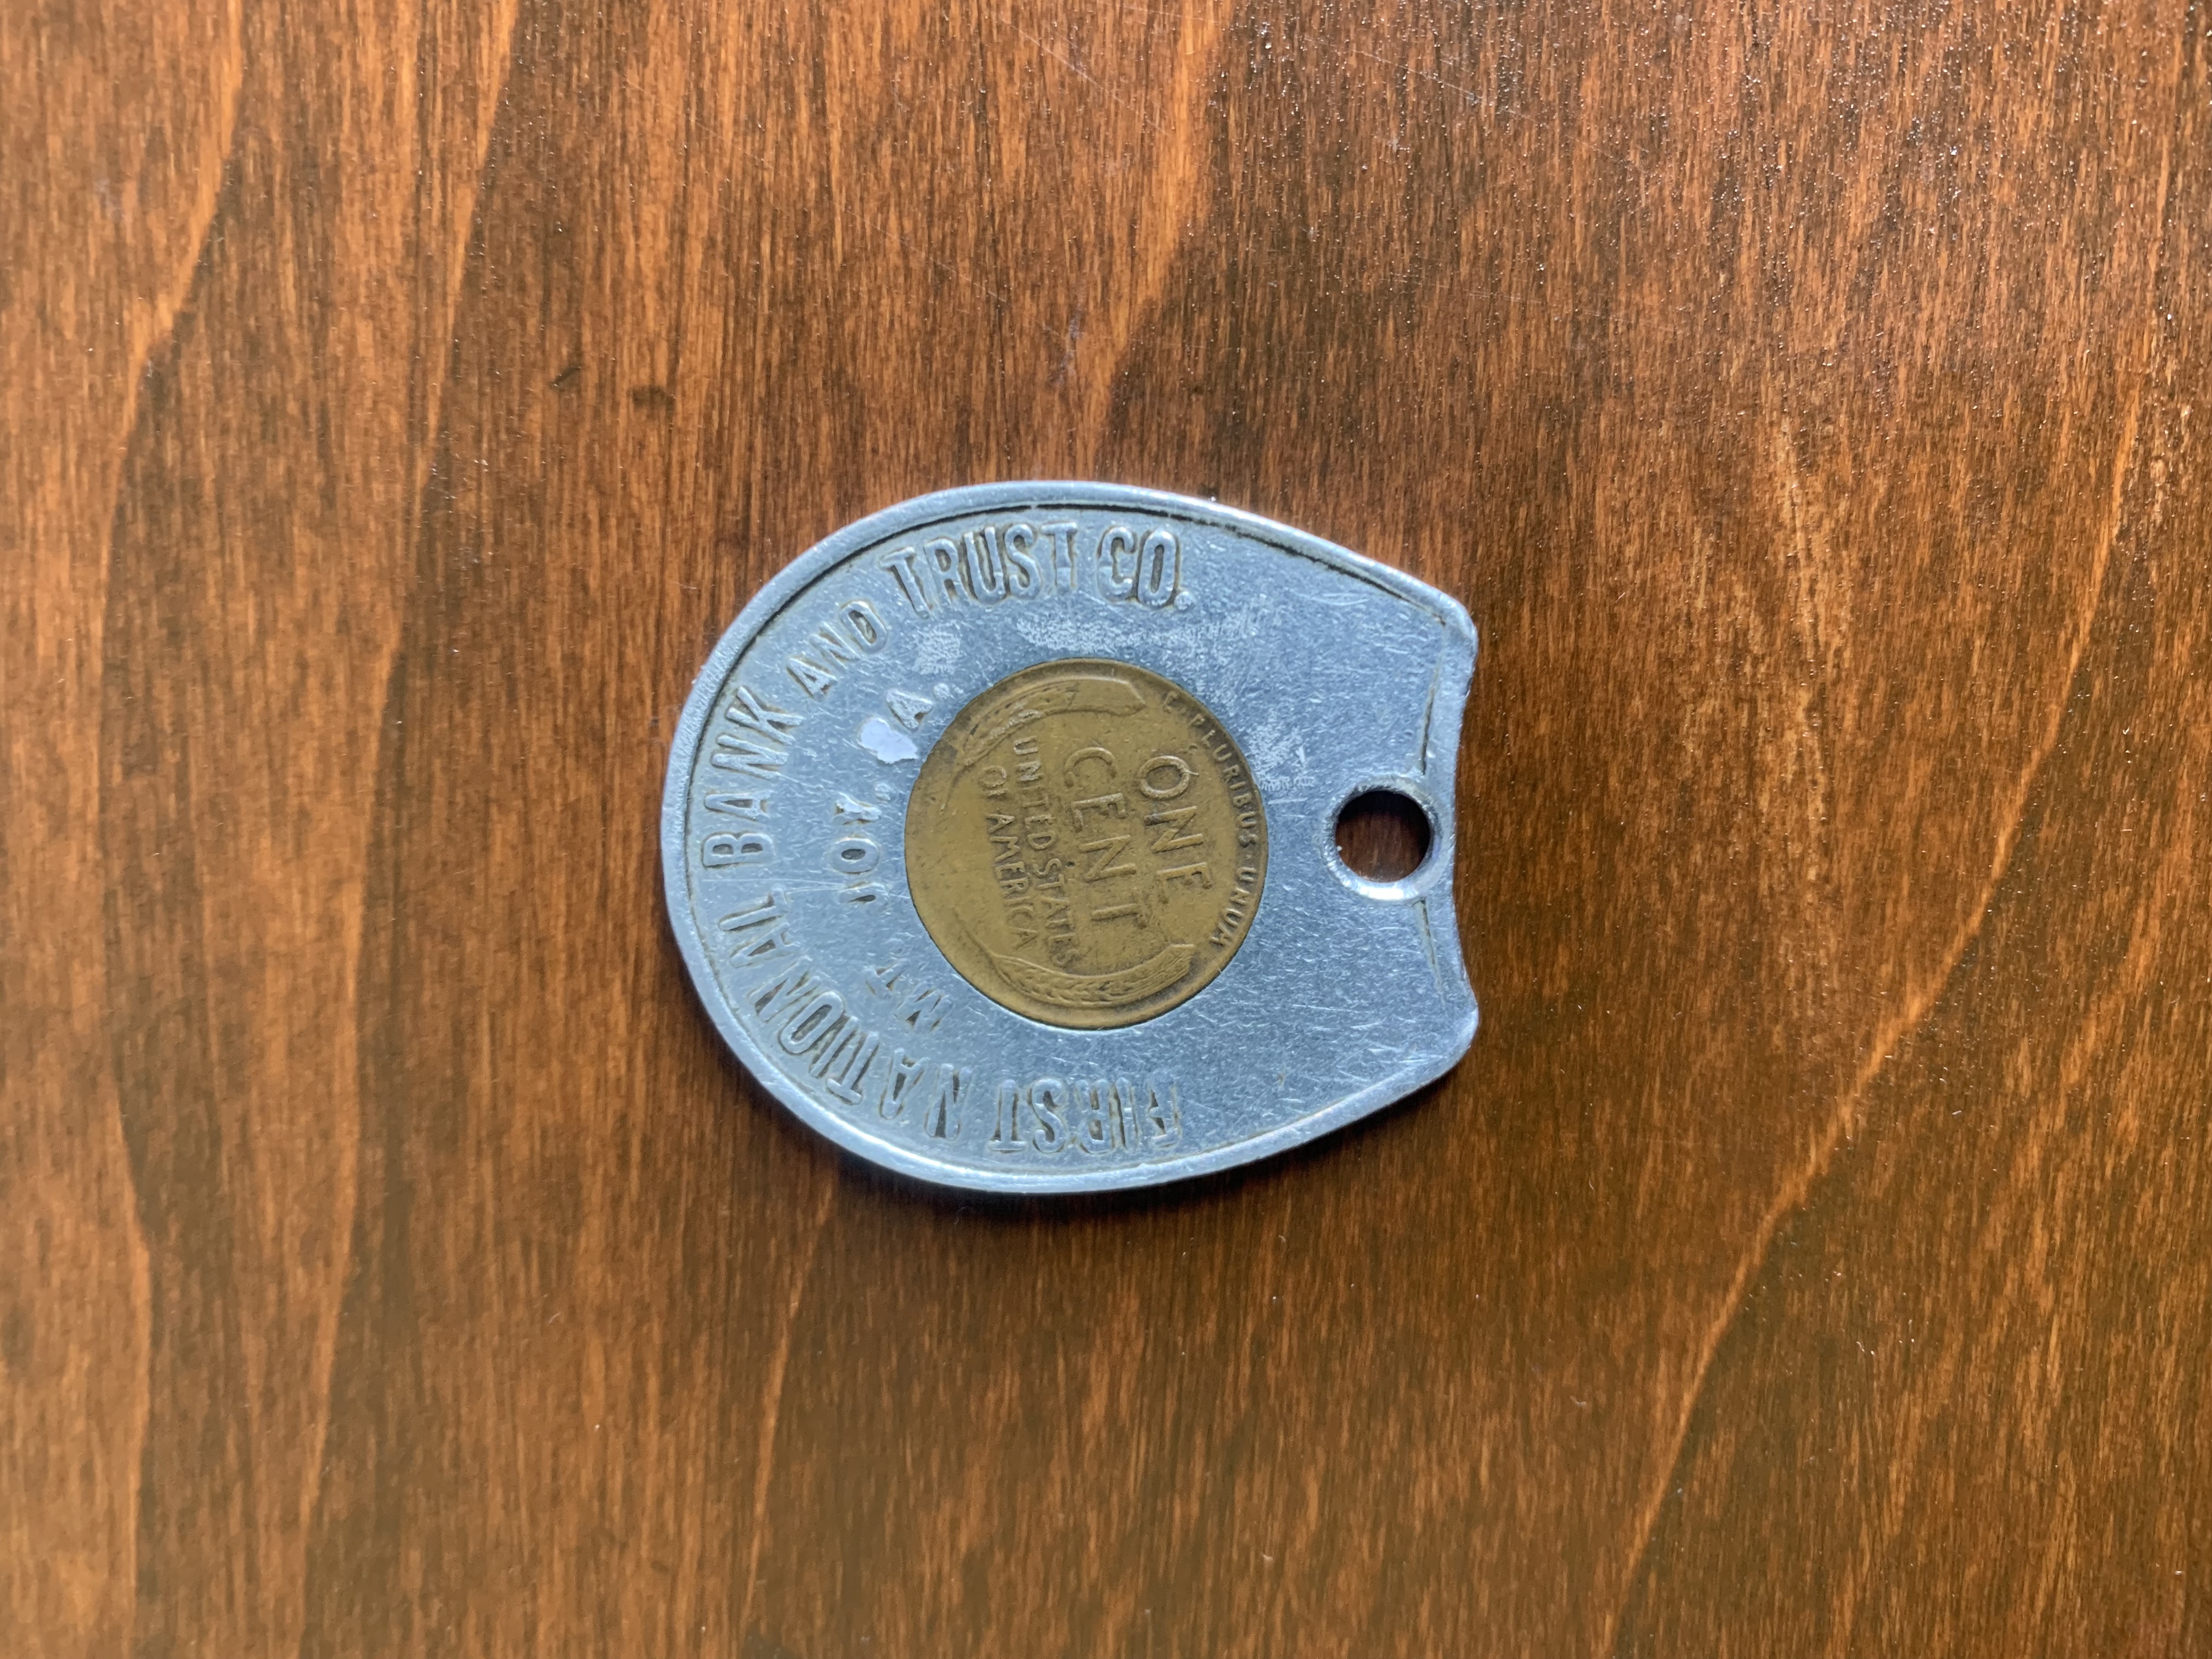 FIRST NATIONAL BANK AND TRUST CO.
MT. JOY, PA.
E·PLURIBUS·UNUM
ONE
CENT
UNITED STATES
OF AMERICA